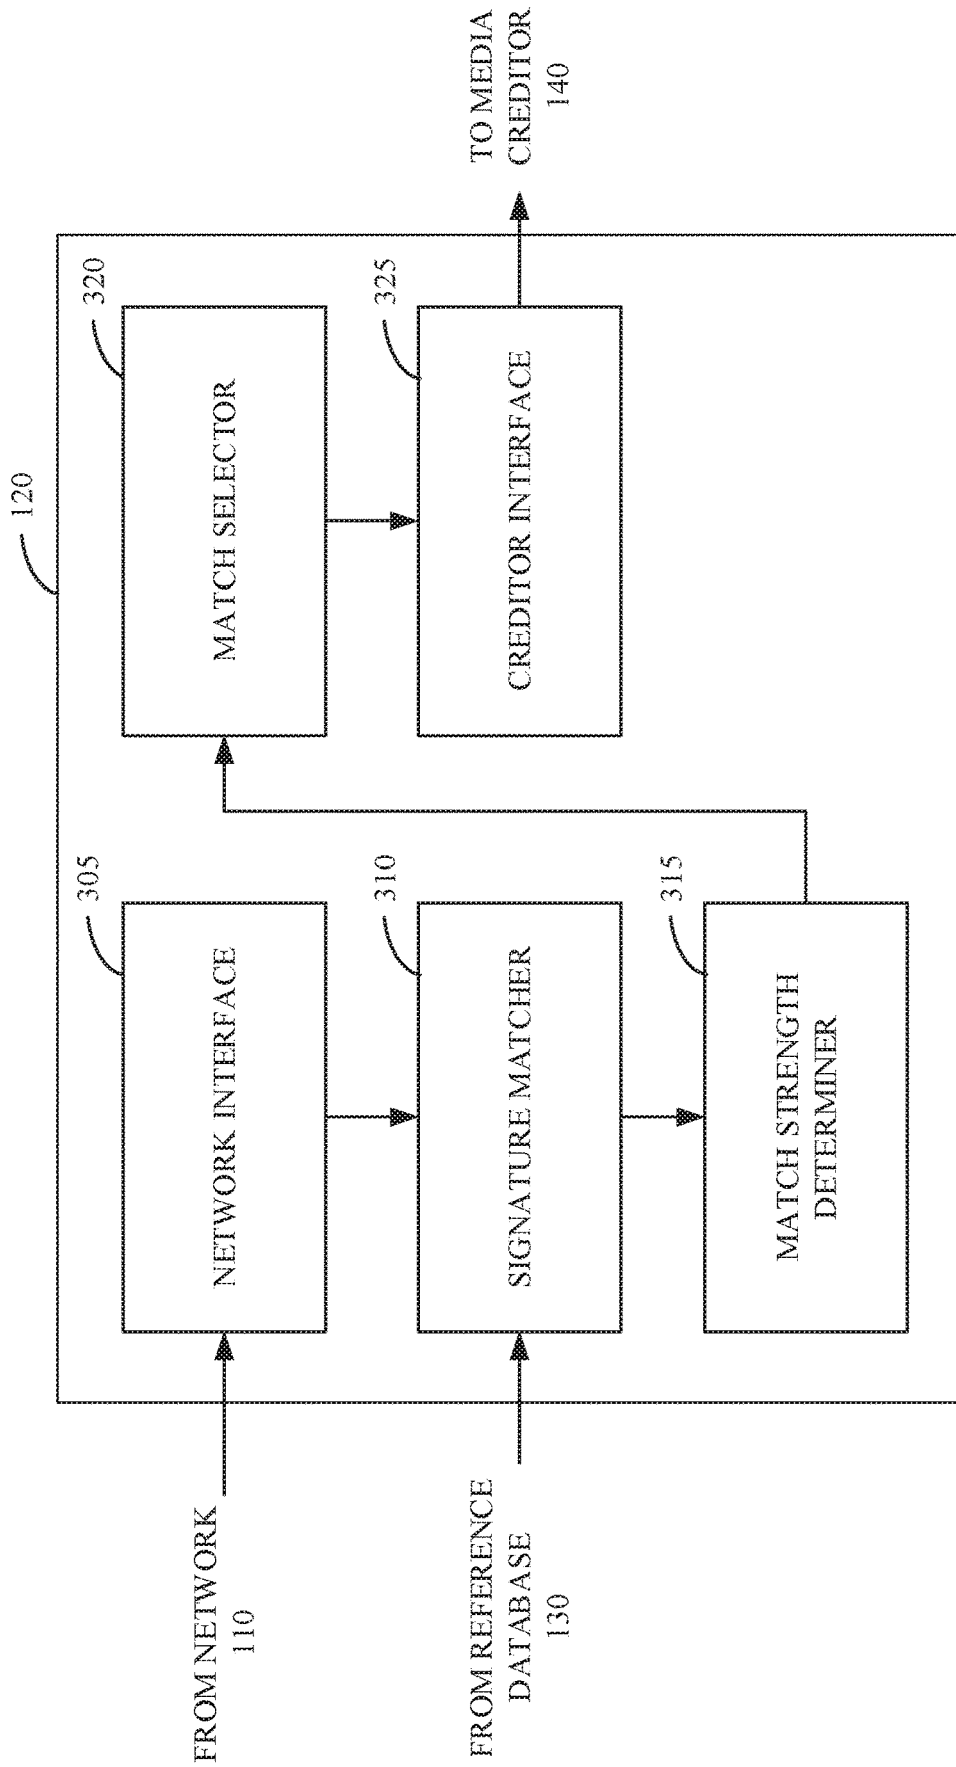 120
FROM NETWORK
110
305
NETWORK INTERFACE
320
MATCH SELECTOR
FROM REFERENCE
DATABASE
130
310
SIGNATURE MATCHER
325
CREDITOR INTERFACE
TO MEDIA
CREDITOR
140
315
MATCH STRENGTH
DETERMINER